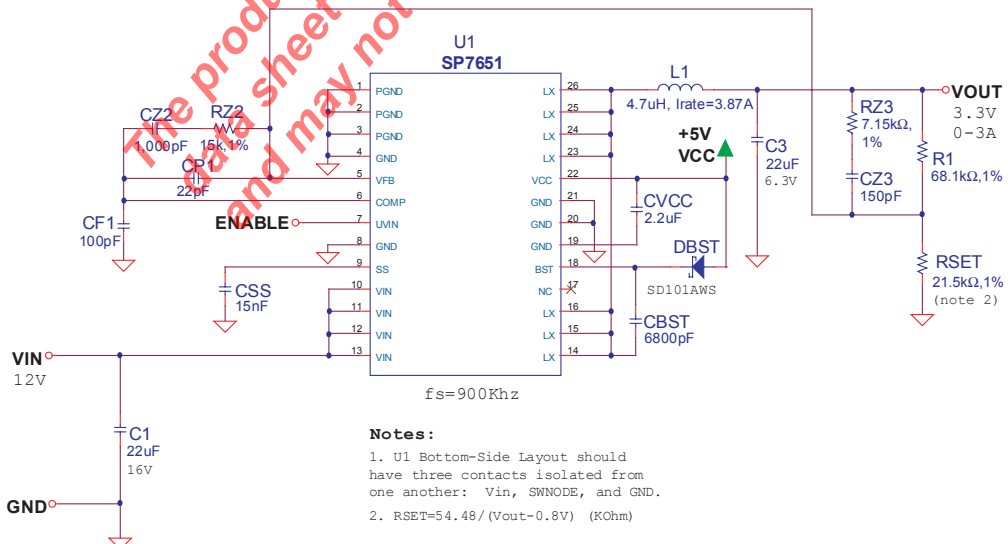 The produ
data sheet
and may not
U1
SP7651
1 PGND
2 PGND
3 PGND
4 GND
5 VFB
6 COMP
7 UVIN
8 GND
9 SS
10 VIN
11 VIN
12 VIN
13 VIN
LX 26
LX 25
LX 24
LX 23
VCC 22
GND 21
GND 20
GND 19
BST 18
NC 17
LX 16
LX 15
LX 14
fs=900Khz
CZ2
1,000pF
RZ2
15k,1%
CP1
22pF
CF1
100pF
ENABLE
CSS
15nF
VIN
12V
C1
22uF
16V
GND
L1
4.7uH, Irate=3.87A
+5V
VCC
CVCC
2.2uF
DBST
SD101AWS
CBST
6800pF
C3
22uF
6.3V
RZ3
7.15kΩ,
1%
CZ3
150pF
VOUT
3.3V
0-3A
R1
68.1kΩ,1%
RSET
21.5kΩ,1%
(note 2)
Notes:
1. U1 Bottom-Side Layout should
have three contacts isolated from
one another: Vin, SWNODE, and GND.
2. RSET=54.48/(Vout-0.8V) (KOhm)